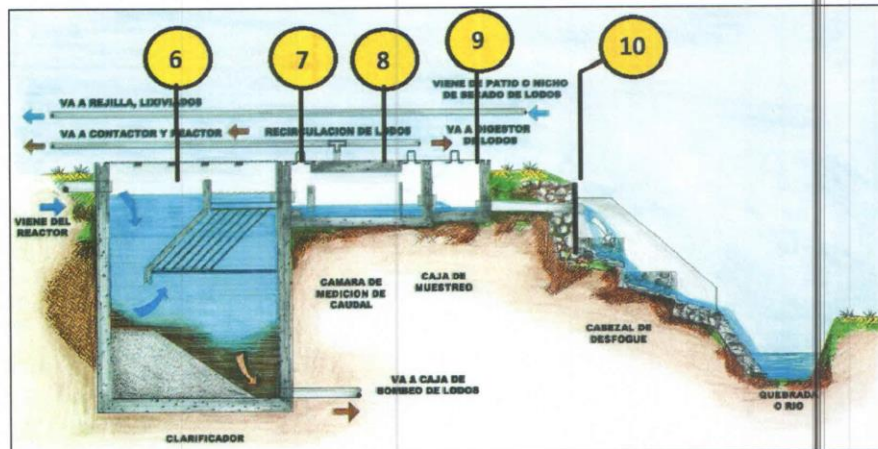 6
7
8
9
10
VIENE DE PATIO O NICHO
DE SECADO DE LODOS
VA A REJILLA, LIXIVIADOS
VA A CONTACTOR Y REACTOR
RECIRCULACION DE LODOS
VA A DIGESTOR
DE LODOS
VIENE DEL
REACTOR
CAMARA DE
MEDICION DE
CAUDAL
CAJA DE
MUESTREO
CABEZAL DE
DESFOGUE
VA A CAJA DE
BOMBEO DE LODOS
QUEBRADA
O RIO
CLARIFICADOR